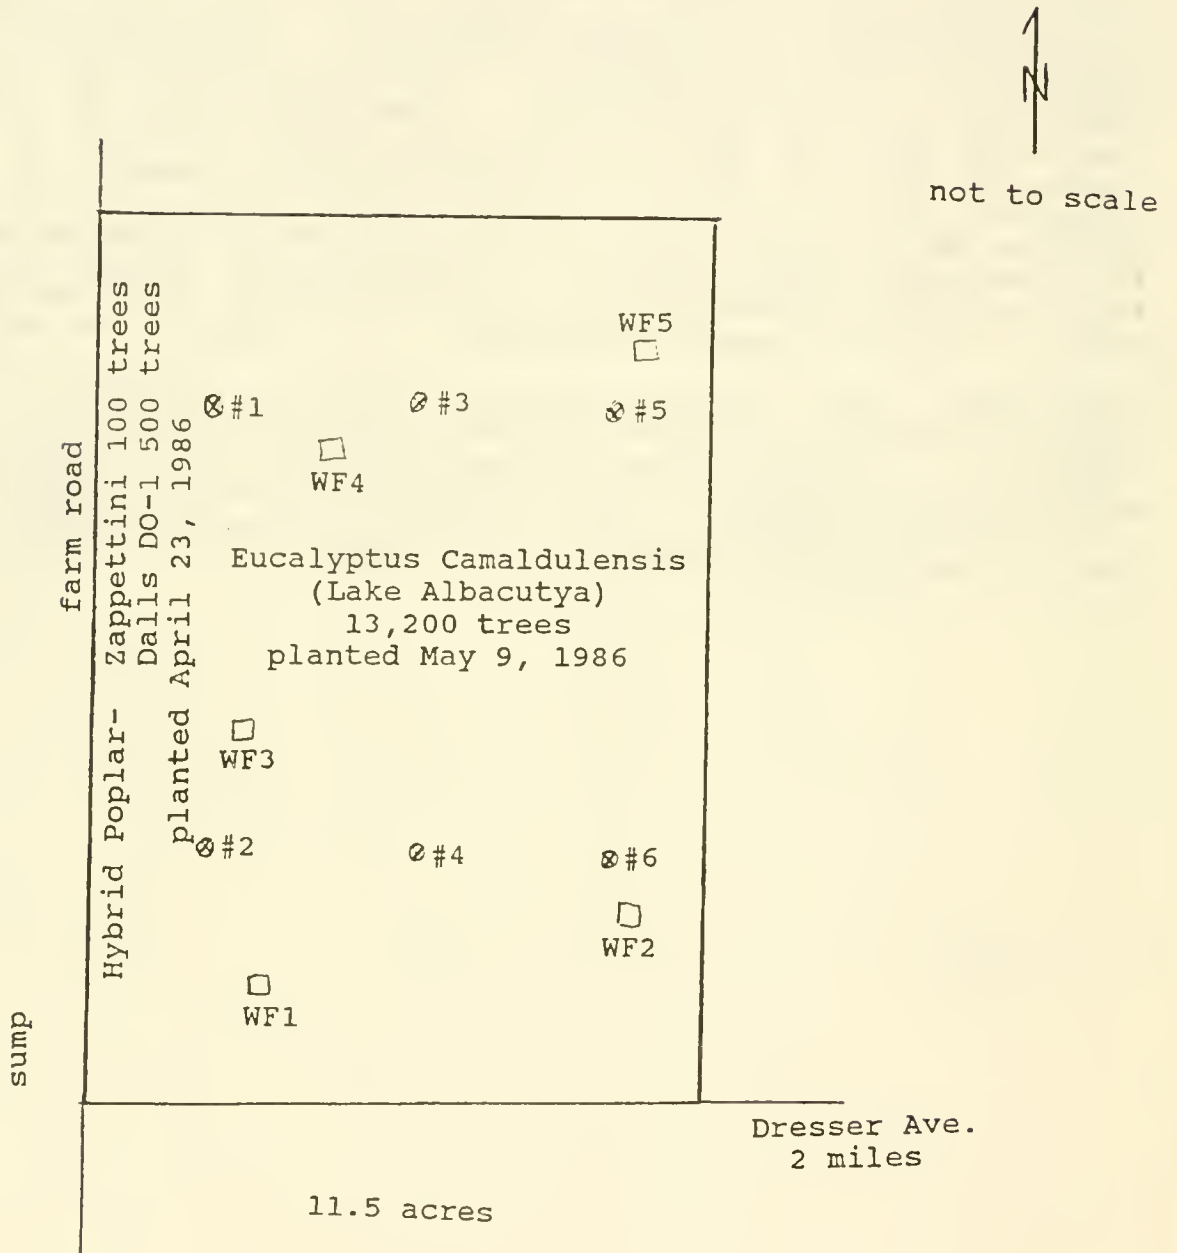 N
not to scale
WF5
#1
#3
#5
WF4
farm road
Hybrid Poplar- Zappettini 100 trees
Dalls DO-1 500 trees
planted April 23, 1986
Eucalyptus Camaldulensis
(Lake Albacutya)
13,200 trees
planted May 9, 1986
WF3
#2
#4
#6
WF2
WF1
sump
Dresser Ave.
2 miles
11.5 acres